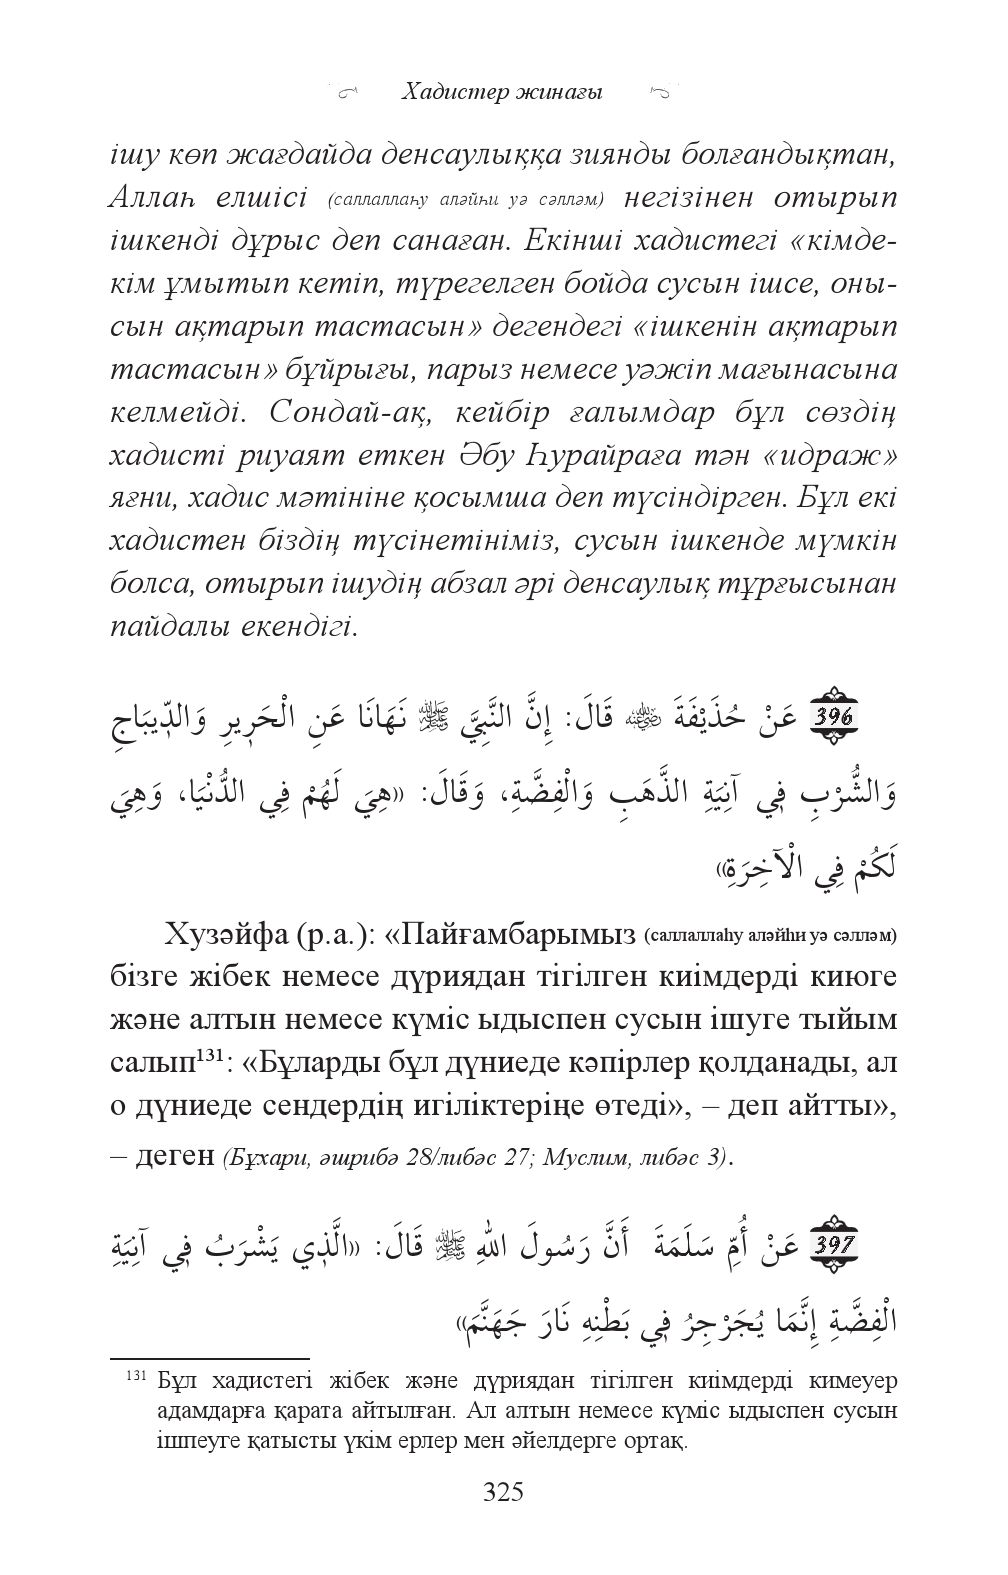 Хадистер жинағы
ішу көп жағдайда денсаулыққа зиянды болғандықтан,
Аллаһ елшісі (саллаллаһу аләйһи уә сәлләм) негізінен отырып
ішкенді дұрыс деп санаған. Екінші хадистегі «кімде-
кім ұмытып кетіп, түрегелген бойда сусын ішсе, оны-
сын ақтарып тастасын» дегендегі «ішкенін ақтарып
тастасын» бұйрығы, парыз немесе уәжіп мағынасына
келмейді. Сондай-ақ, кейбір ғалымдар бұл сөздің
хадисті риуаят еткен Әбу Һурайраға тән «идраж»
яғни, хадис мәтініне қосымша деп түсіндірген. Бұл екі
хадистен біздің түсінетініміз, сусын ішкенде мүмкін
болса, отырып ішудің абзал әрі денсаулық тұрғысынан
пайдалы екендігі.
396 عَنْ حُذَيْفَةَ ﵁ قَالَ: إِنَّ النَّبِيَّ ﷺ نَهَانَا عَنِ الْحَرِيرِ وَالدِّيبَاجِ
وَالشُّرْبِ فِي آنِيَةِ الذَّهَبِ وَالْفِضَّةِ، وَقَالَ: «هِيَ لَهُمْ فِي الدُّنْيَا، وَهِيَ
لَكُمْ فِي الْآخِرَةِ»
Хузәйфа (р.а.): «Пайғамбарымыз (саллаллаһу аләйһи уә сәлләм)
бізге жібек немесе дүриядан тігілген киімдерді киюге
және алтын немесе күміс ыдыспен сусын ішуге тыйым
салып¹³¹: «Бұларды бұл дүниеде кәпірлер қолданады, ал
о дүниеде сендердің игіліктеріңе өтеді», – деп айтты»,
– деген (Бұхари, әшрибә 28/либәс 27; Муслим, либәс 3).
397 عَنْ أُمِّ سَلَمَةَ أَنَّ رَسُولَ اللهِ ﷺ قَالَ: «الَّذِي يَشْرَبُ فِي آنِيَةِ
الْفِضَّةِ إِنَّمَا يُجَرْجِرُ فِي بَطْنِهِ نَارَ جَهَنَّمَ»
¹³¹ Бұл хадистегі жібек және дүриядан тігілген киімдерді кимеуер
адамдарға қарата айтылған. Ал алтын немесе күміс ыдыспен сусын
ішпеуге қатысты үкім ерлер мен әйелдерге ортақ.
325